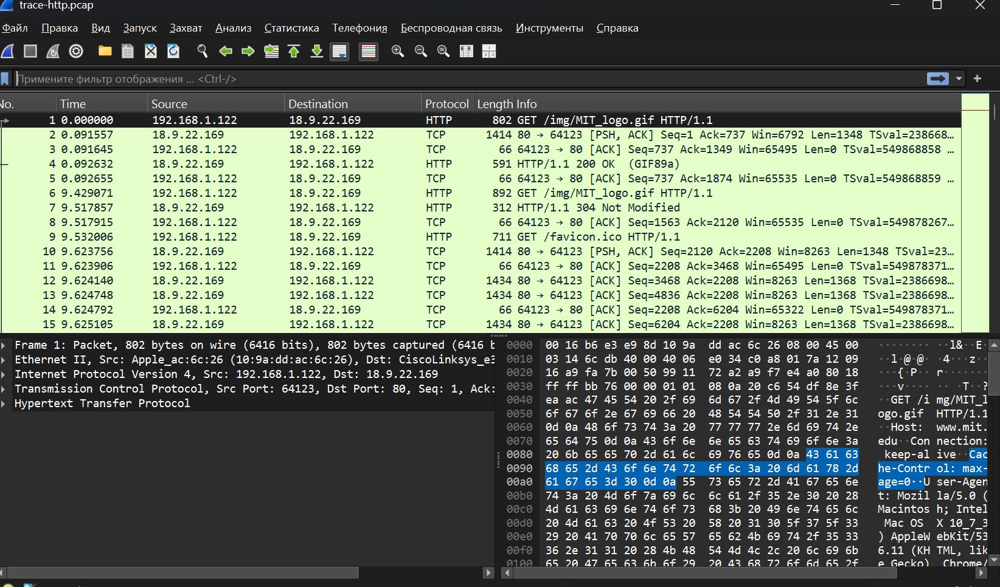 trace-http.pcap
Файл Правка Вид Запуск Захват Анализ Статистика Телефония Беспроводная связь Инструменты Справка
Примените фильтр отображения ... <Ctrl-/>
No. Time Source Destination Protocol Length Info
1 0.000000 192.168.1.122 18.9.22.169 HTTP 802 GET /img/MIT_logo.gif HTTP/1.1
2 0.091557 18.9.22.169 192.168.1.122 TCP 1414 80 → 64123 [PSH, ACK] Seq=1 Ack=737 Win=6792 Len=1348 TSval=238668…
3 0.091645 192.168.1.122 18.9.22.169 TCP 66 64123 → 80 [ACK] Seq=737 Ack=1349 Win=65495 Len=0 TSval=549868858 …
4 0.092632 18.9.22.169 192.168.1.122 HTTP 591 HTTP/1.1 200 OK (GIF89a)
5 0.092655 192.168.1.122 18.9.22.169 TCP 66 64123 → 80 [ACK] Seq=737 Ack=1874 Win=65535 Len=0 TSval=549868859 …
6 9.429071 192.168.1.122 18.9.22.169 HTTP 892 GET /img/MIT_logo.gif HTTP/1.1
7 9.517857 18.9.22.169 192.168.1.122 HTTP 312 HTTP/1.1 304 Not Modified
8 9.517915 192.168.1.122 18.9.22.169 TCP 66 64123 → 80 [ACK] Seq=1563 Ack=2120 Win=65535 Len=0 TSval=549878267…
9 9.532006 192.168.1.122 18.9.22.169 HTTP 711 GET /favicon.ico HTTP/1.1
10 9.623756 18.9.22.169 192.168.1.122 TCP 1414 80 → 64123 [PSH, ACK] Seq=2120 Ack=2208 Win=8263 Len=1348 TSval=23…
11 9.623906 192.168.1.122 18.9.22.169 TCP 66 64123 → 80 [ACK] Seq=2208 Ack=3468 Win=65495 Len=0 TSval=549878371…
12 9.624140 18.9.22.169 192.168.1.122 TCP 1434 80 → 64123 [ACK] Seq=3468 Ack=2208 Win=8263 Len=1368 TSval=2386698…
13 9.624748 18.9.22.169 192.168.1.122 TCP 1434 80 → 64123 [ACK] Seq=4836 Ack=2208 Win=8263 Len=1368 TSval=2386698…
14 9.624792 192.168.1.122 18.9.22.169 TCP 66 64123 → 80 [ACK] Seq=2208 Ack=6204 Win=65322 Len=0 TSval=549878371…
15 9.625105 18.9.22.169 192.168.1.122 TCP 1434 80 → 64123 [ACK] Seq=6204 Ack=2208 Win=8263 Len=1368 TSval=2386698…
Frame 1: Packet, 802 bytes on wire (6416 bits), 802 bytes captured (6416 b
Ethernet II, Src: Apple_ac:6c:26 (10:9a:dd:ac:6c:26), Dst: CiscoLinksys_e3
Internet Protocol Version 4, Src: 192.168.1.122, Dst: 18.9.22.169
Transmission Control Protocol, Src Port: 64123, Dst Port: 80, Seq: 1, Ack:
Hypertext Transfer Protocol
0000 00 16 b6 e3 e9 8d 10 9a dd ac 6c 26 08 00 45 00 ········ ··l&··E·
0010 03 14 6c db 40 00 40 06 e0 34 c0 a8 01 7a 12 09 ··l·@·@· ·4···z··
0020 16 a9 fa 7b 00 50 99 11 72 a2 a9 f7 e4 a0 80 18 ···{·P·· r·······
0030 ff ff bb 76 00 00 01 01 08 0a 20 c6 54 df 8e 3f ···v···· ·· ·T··?
0040 ea ac 47 45 54 20 2f 69 6d 67 2f 4d 49 54 5f 6c ··GET /i mg/MIT_l
0050 6f 67 6f 2e 67 69 66 20 48 54 54 50 2f 31 2e 31 ogo.gif HTTP/1.1
0060 0d 0a 48 6f 73 74 3a 20 77 77 77 2e 6d 69 74 2e ··Host: www.mit.
0070 65 64 75 0d 0a 43 6f 6e 6e 65 63 74 69 6f 6e 3a edu··Con nection:
0080 20 6b 65 65 70 2d 61 6c 69 76 65 0d 0a 43 61 63 keep-al ive··Cac
0090 68 65 2d 43 6f 6e 74 72 6f 6c 3a 20 6d 61 78 2d he-Contr ol: max-
00a0 61 67 65 3d 30 0d 0a 55 73 65 72 2d 41 67 65 6e age=0··U ser-Agen
00b0 74 3a 20 4d 6f 7a 69 6c 6c 61 2f 35 2e 30 20 28 t: Mozil la/5.0 (
00c0 4d 61 63 69 6e 74 6f 73 68 3b 20 49 6e 74 65 6c Macintos h; Intel
00d0 20 4d 61 63 20 4f 53 20 58 20 31 30 5f 37 5f 33 Mac OS X 10_7_3
00e0 29 20 41 70 70 6c 65 57 65 62 4b 69 74 2f 35 33 ) AppleW ebKit/53
00f0 36 2e 31 31 20 28 4b 48 54 4d 4c 2c 20 6c 69 6b 6.11 (KH TML, lik
0100 65 20 47 65 63 6b 6f 29 20 43 68 72 6f 6d 65 2f e Gecko) Chrome/